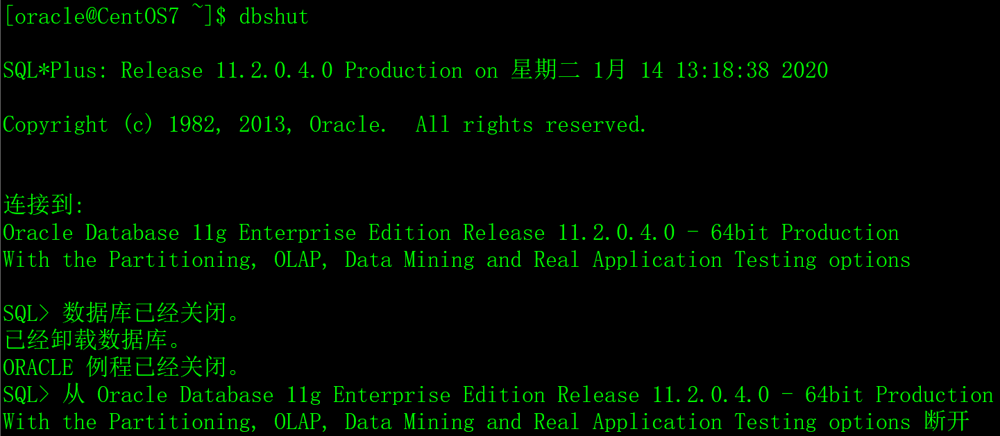 [oracle@CentOS7 ~]$ dbshut
SQL*Plus: Release 11.2.0.4.0 Production on 星期二 1月 14 13:18:38 2020
Copyright (c) 1982, 2013, Oracle.  All rights reserved.
连接到:
Oracle Database 11g Enterprise Edition Release 11.2.0.4.0 - 64bit Production
With the Partitioning, OLAP, Data Mining and Real Application Testing options
SQL> 数据库已经关闭。
已经卸载数据库。
ORACLE 例程已经关闭。
SQL> 从 Oracle Database 11g Enterprise Edition Release 11.2.0.4.0 - 64bit Production
With the Partitioning, OLAP, Data Mining and Real Application Testing options 断开